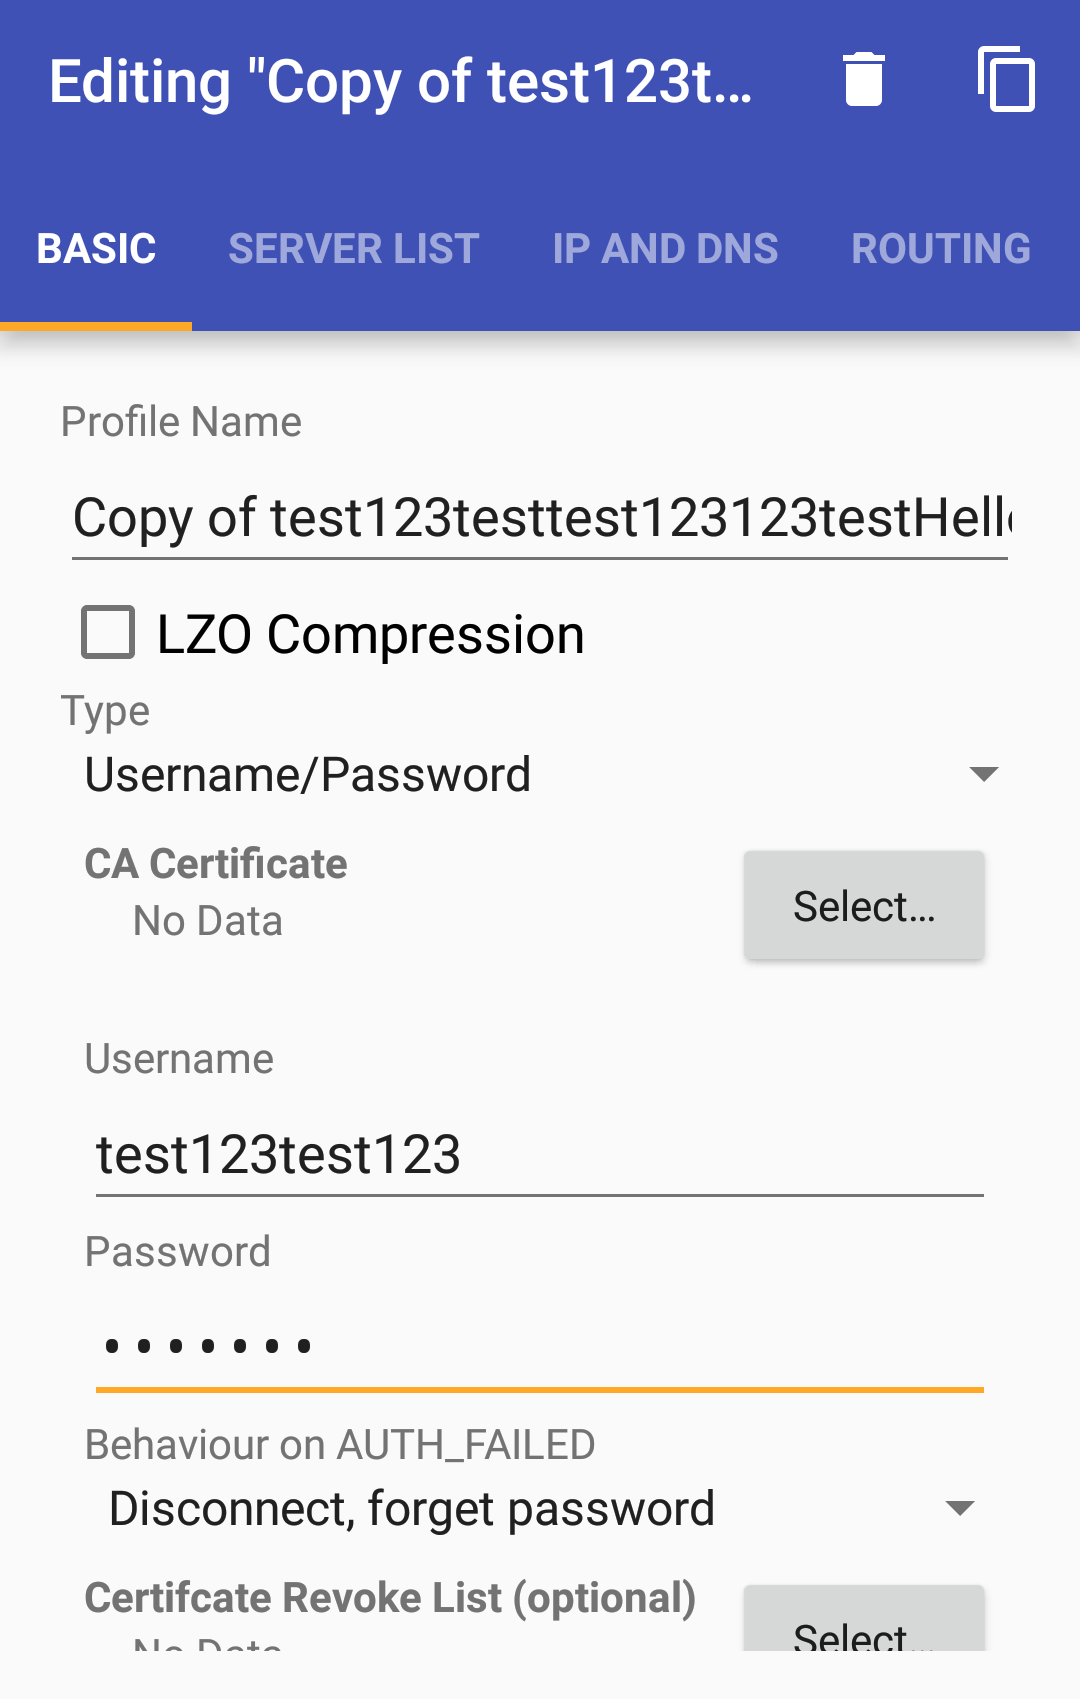 Editing "Copy of test123t...
BASIC SERVER LIST IP AND DNS ROUTING
Profile Name
Copy of test123testtest123123testHell
LZO Compression
Type
Username/Password
CA Certificate
No Data
Select...
Username
test123test123
Password
•••••••
Behaviour on AUTH_FAILED
Disconnect, forget password
Certifcate Revoke List (optional)
No Data
Select...